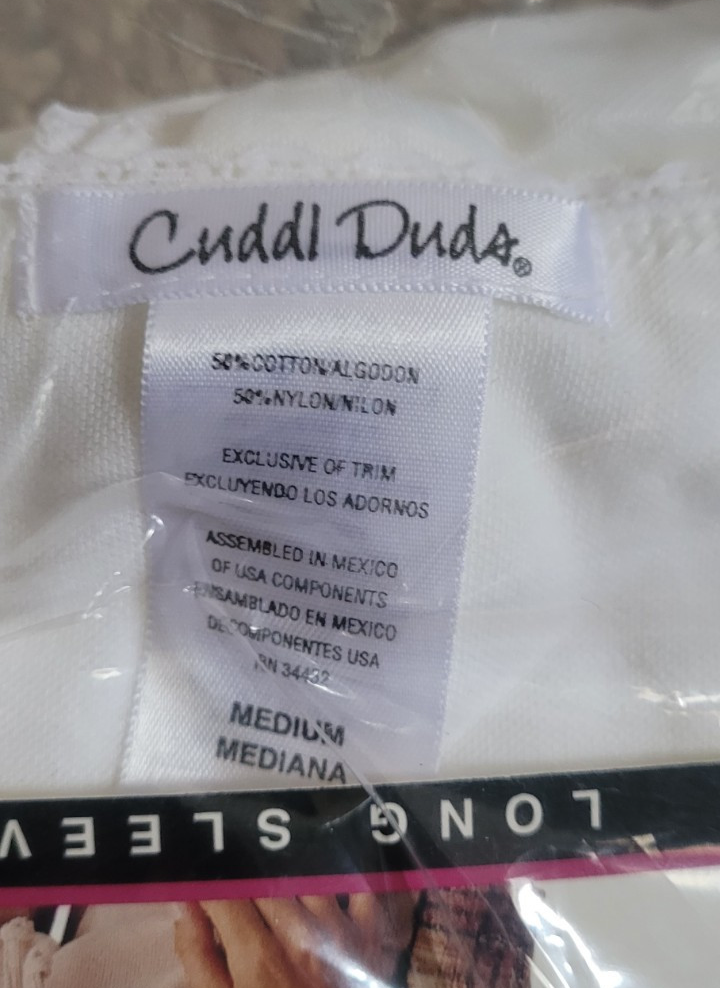 Cuddl Duds®
50%COTTON/ALGODON
50%NYLON/NILON
EXCLUSIVE OF TRIM
EXCLUYENDO LOS ADORNOS
ASSEMBLED IN MEXICO
OF USA COMPONENTS
ENSAMBLADO EN MEXICO
DE COMPONENTES USA
RN
MEDIUM
MEDIANA
LONG